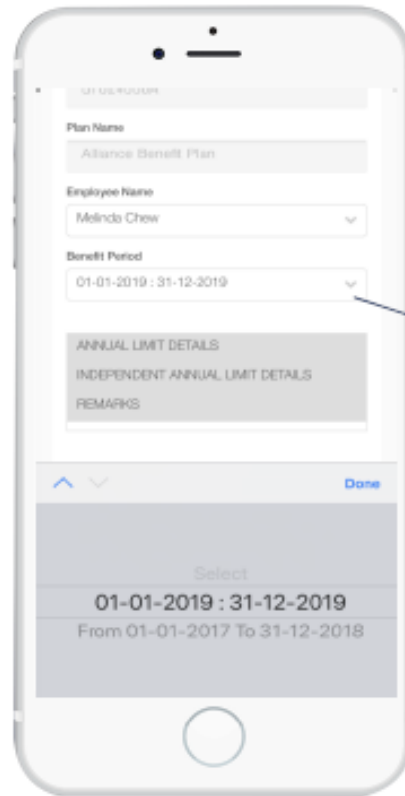 Plan Name
Alliance Benefit Plan
Employee Name
Melinda Chew
Benefit Period
01-01-2019 : 31-12-2019
ANNUAL LIMIT DETAILS
INDEPENDENT ANNUAL LIMIT DETAILS
REMARKS
Done
Select
01-01-2019 : 31-12-2019
From 01-01-2017 To 31-12-2018